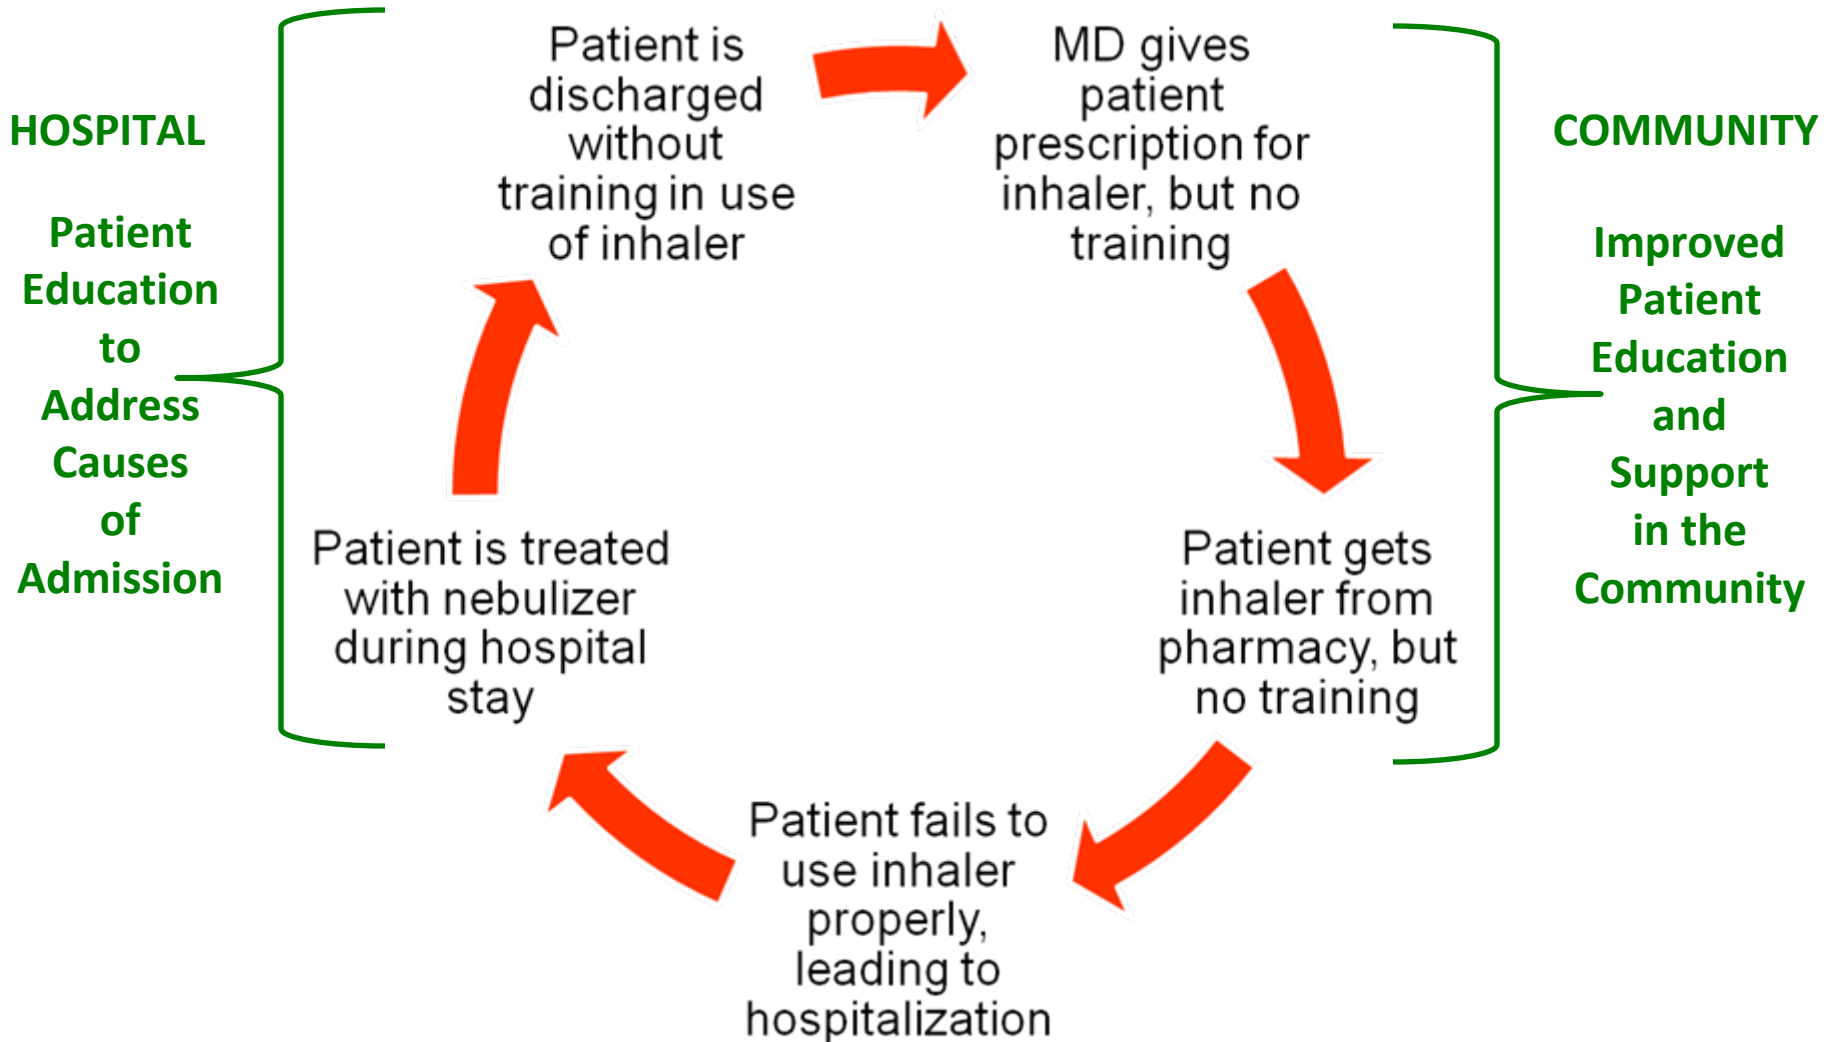 HOSPITAL
Patient
Education
to
Address
Causes
of
Admission
Patient is
discharged
without
training in use
of inhaler
MD gives
patient
prescription for
inhaler, but no
training
Patient gets
inhaler from
pharmacy, but
no training
Patient fails to
use inhaler
properly,
leading to
hospitalization
Patient is treated
with nebulizer
during hospital
stay
COMMUNITY
Improved
Patient
Education
and
Support
in the
Community